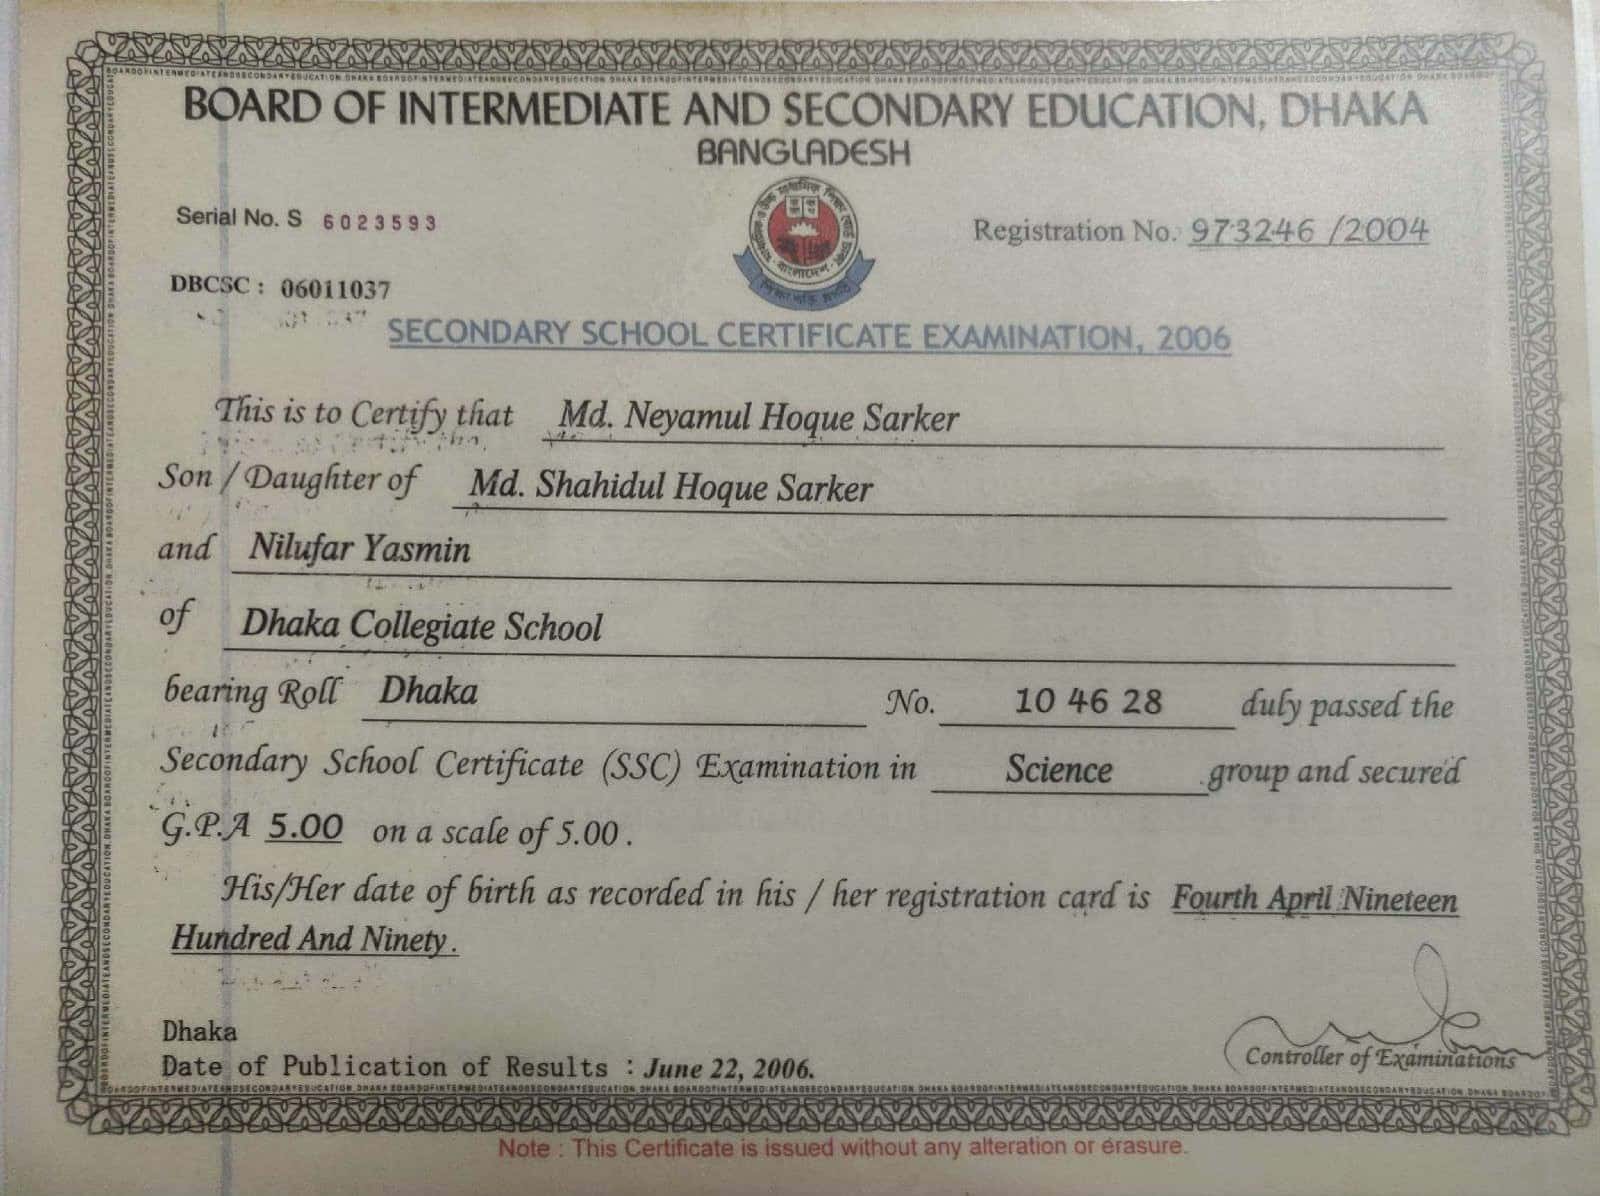 BOARD OF INTERMEDIATE AND SECONDARY EDUCATION, DHAKA
BANGLADESH
Serial No. S 6023593
Registration No. 973246 /2004
DBCSC : 06011037
SECONDARY SCHOOL CERTIFICATE EXAMINATION, 2006
This is to Certify that Md. Neyamul Hoque Sarker
Son / Daughter of Md. Shahidul Hoque Sarker
and Nilufar Yasmin
of Dhaka Collegiate School
bearing Roll Dhaka No. 10 46 28 duly passed the
Secondary School Certificate (SSC) Examination in Science group and secured
G.P.A 5.00 on a scale of 5.00 .
His/Her date of birth as recorded in his / her registration card is Fourth April Nineteen
Hundred And Ninety .
Dhaka
Date of Publication of Results : June 22, 2006.
Controller of Examinations
Note : This Certificate is issued without any alteration or erasure.